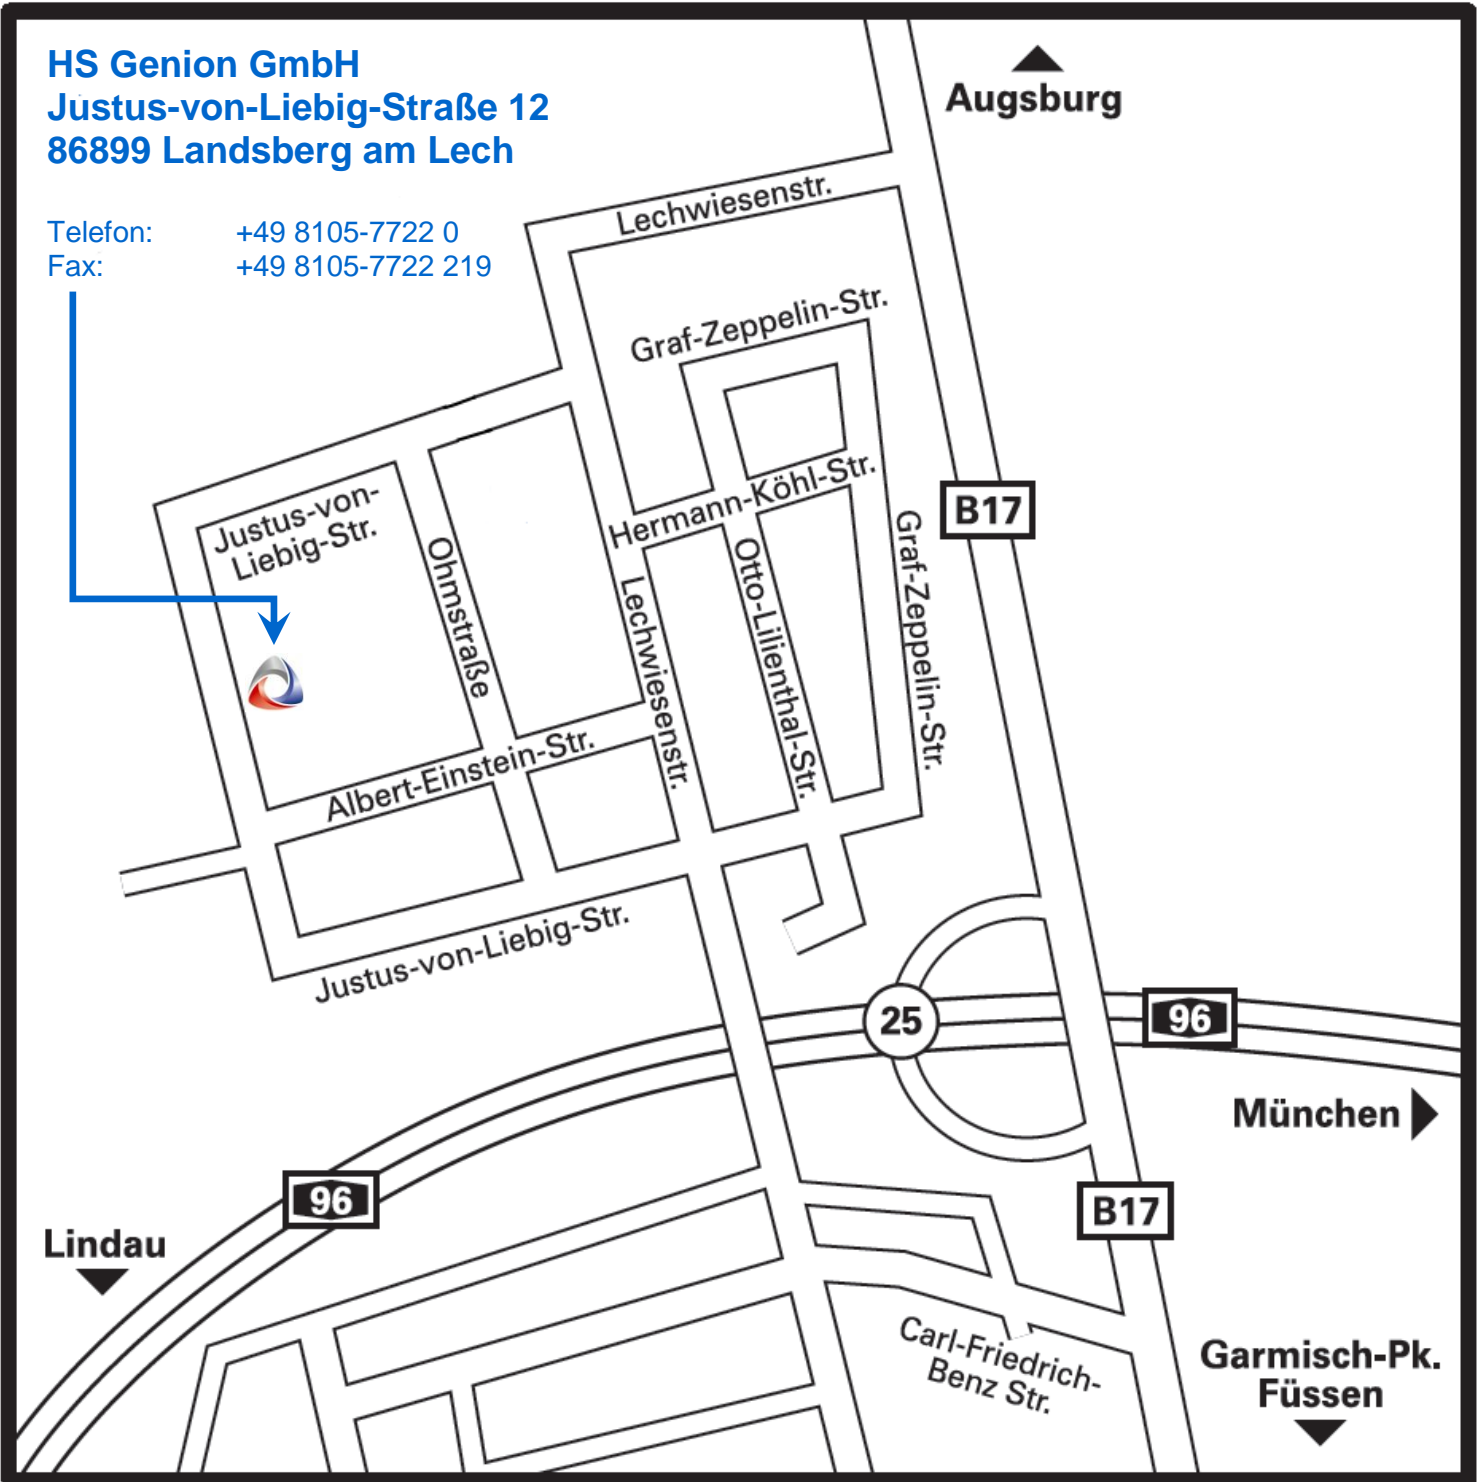 HS Genion GmbH
Justus-von-Liebig-Straße 12
86899 Landsberg am Lech
Telefon: +49 8105-7722 0
Fax: +49 8105-7722 219
Augsburg
Lechwiesenstr.
Graf-Zeppelin-Str.
Justus-von-
Liebig-Str.
Hermann-Köhl-Str.
B17
Ohmstraße
Lechwiesenstr.
Otto-Lilienthal-Str.
Graf-Zeppelin-Str.
Albert-Einstein-Str.
Justus-von-Liebig-Str.
25
96
München
96
B17
Lindau
Carl-Friedrich-
Benz Str.
Garmisch-Pk.
Füssen